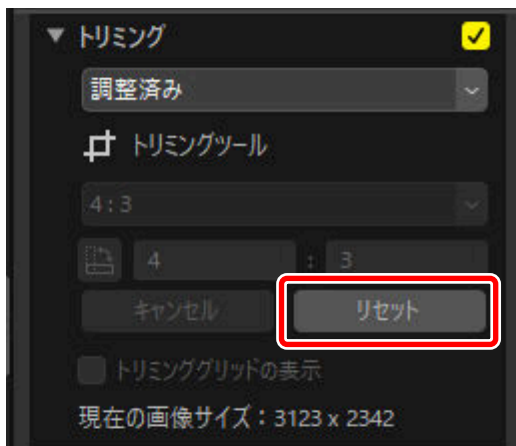 トリミング
調整済み
トリミングツール
4 : 3
4 : 3
キャンセル リセット
トリミンググリッドの表示
現在の画像サイズ：3123 x 2342